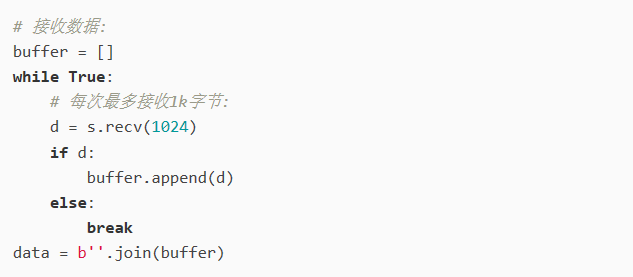 # 接收数据:
buffer = []
while True:
    # 每次最多接收1k字节:
    d = s.recv(1024)
    if d:
        buffer.append(d)
    else:
        break
data = b''.join(buffer)